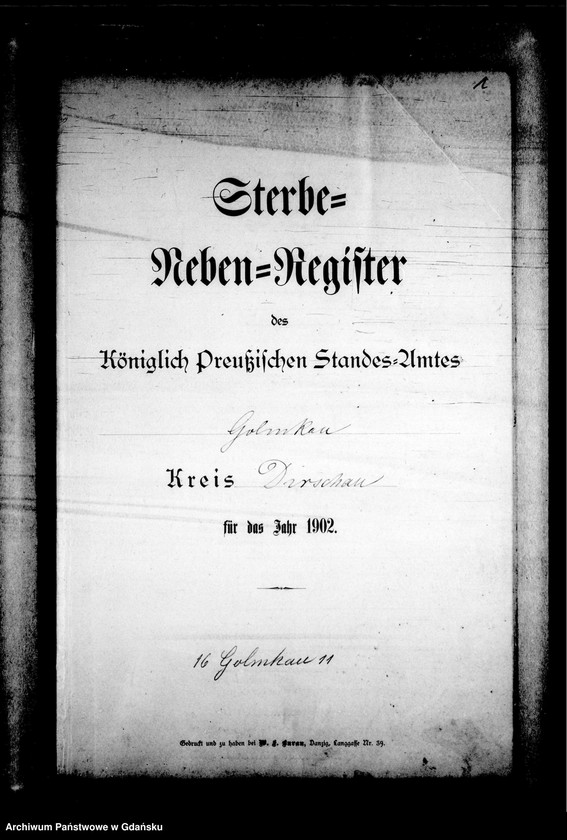 1
Sterbe=
Neben=Register
des
Königlich Preußischen Standes=Amtes
Golmkau
Kreis Dirschau
für das Jahr 1902.
16 Golmkau 11
Gedruckt und zu haben bei W. F. Burau, Danzig, Langgasse Nr. 39.
Archiwum Państwowe w Gdańsku